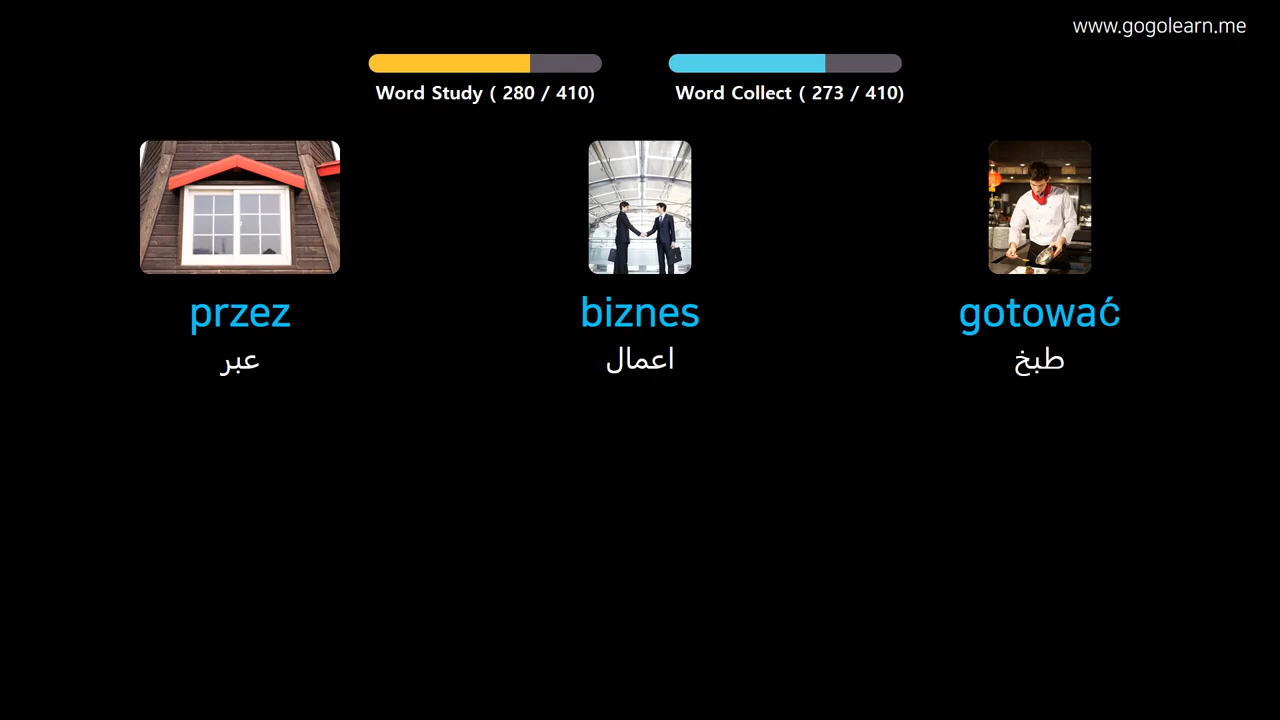 www.gogolearn.me
Word Study ( 280 / 410)
Word Collect ( 273 / 410)
przez
عبر
biznes
اعمال
gotować
طبخ